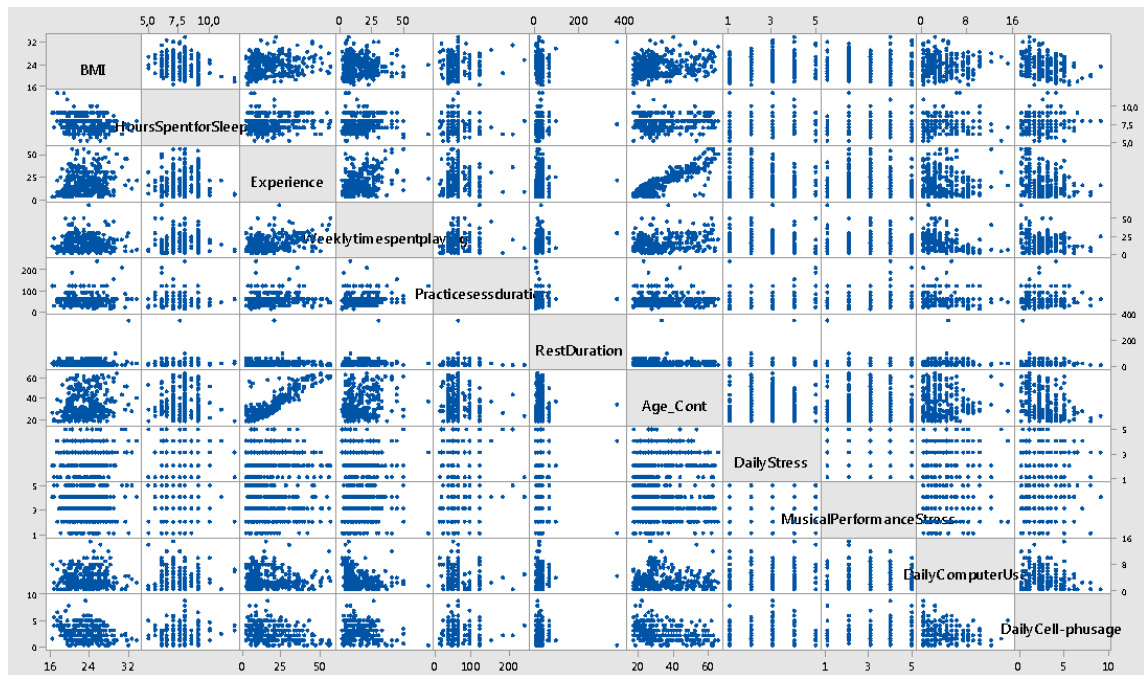 5,0 7,5 10,0 0 25 50 0 200 400 1 3 5 0 8 16
32
24
16
BMI
HoursSpentforSleep
10,0
7,5
5,0
50
25
0
Experience
Weeklytimespentplaying
50
25
0
200
100
0
Practicesessduratio
RestDuration
400
200
0
60
40
20
Age_Cont
DailyStress
5
3
1
5
3
1
MusicalPerformanceStress
DailyComputerUs
16
8
0
10
5
0
DailyCell-phusage
16 24 32 0 25 50 0 100 200 20 40 60 1 3 5 0 5 10